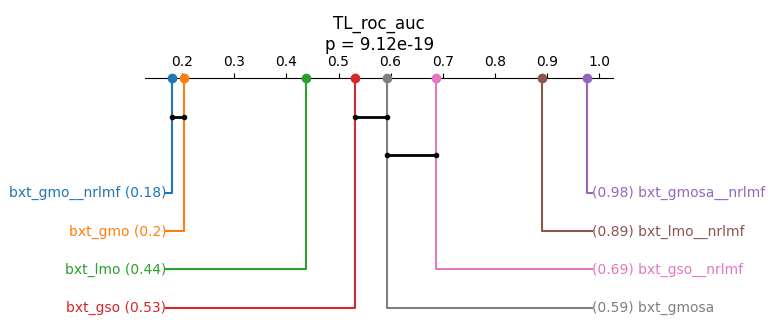 TL_roc_auc
p = 9.12e-19
0.2 0.3 0.4 0.5 0.6 0.7 0.8 0.9 1.0
bxt_gmo__nrlmf (0.18) (0.98) bxt_gmosa__nrlmf
bxt_gmo (0.2) (0.89) bxt_lmo__nrlmf
bxt_lmo (0.44) (0.69) bxt_gso__nrlmf
bxt_gso (0.53) (0.59) bxt_gmosa